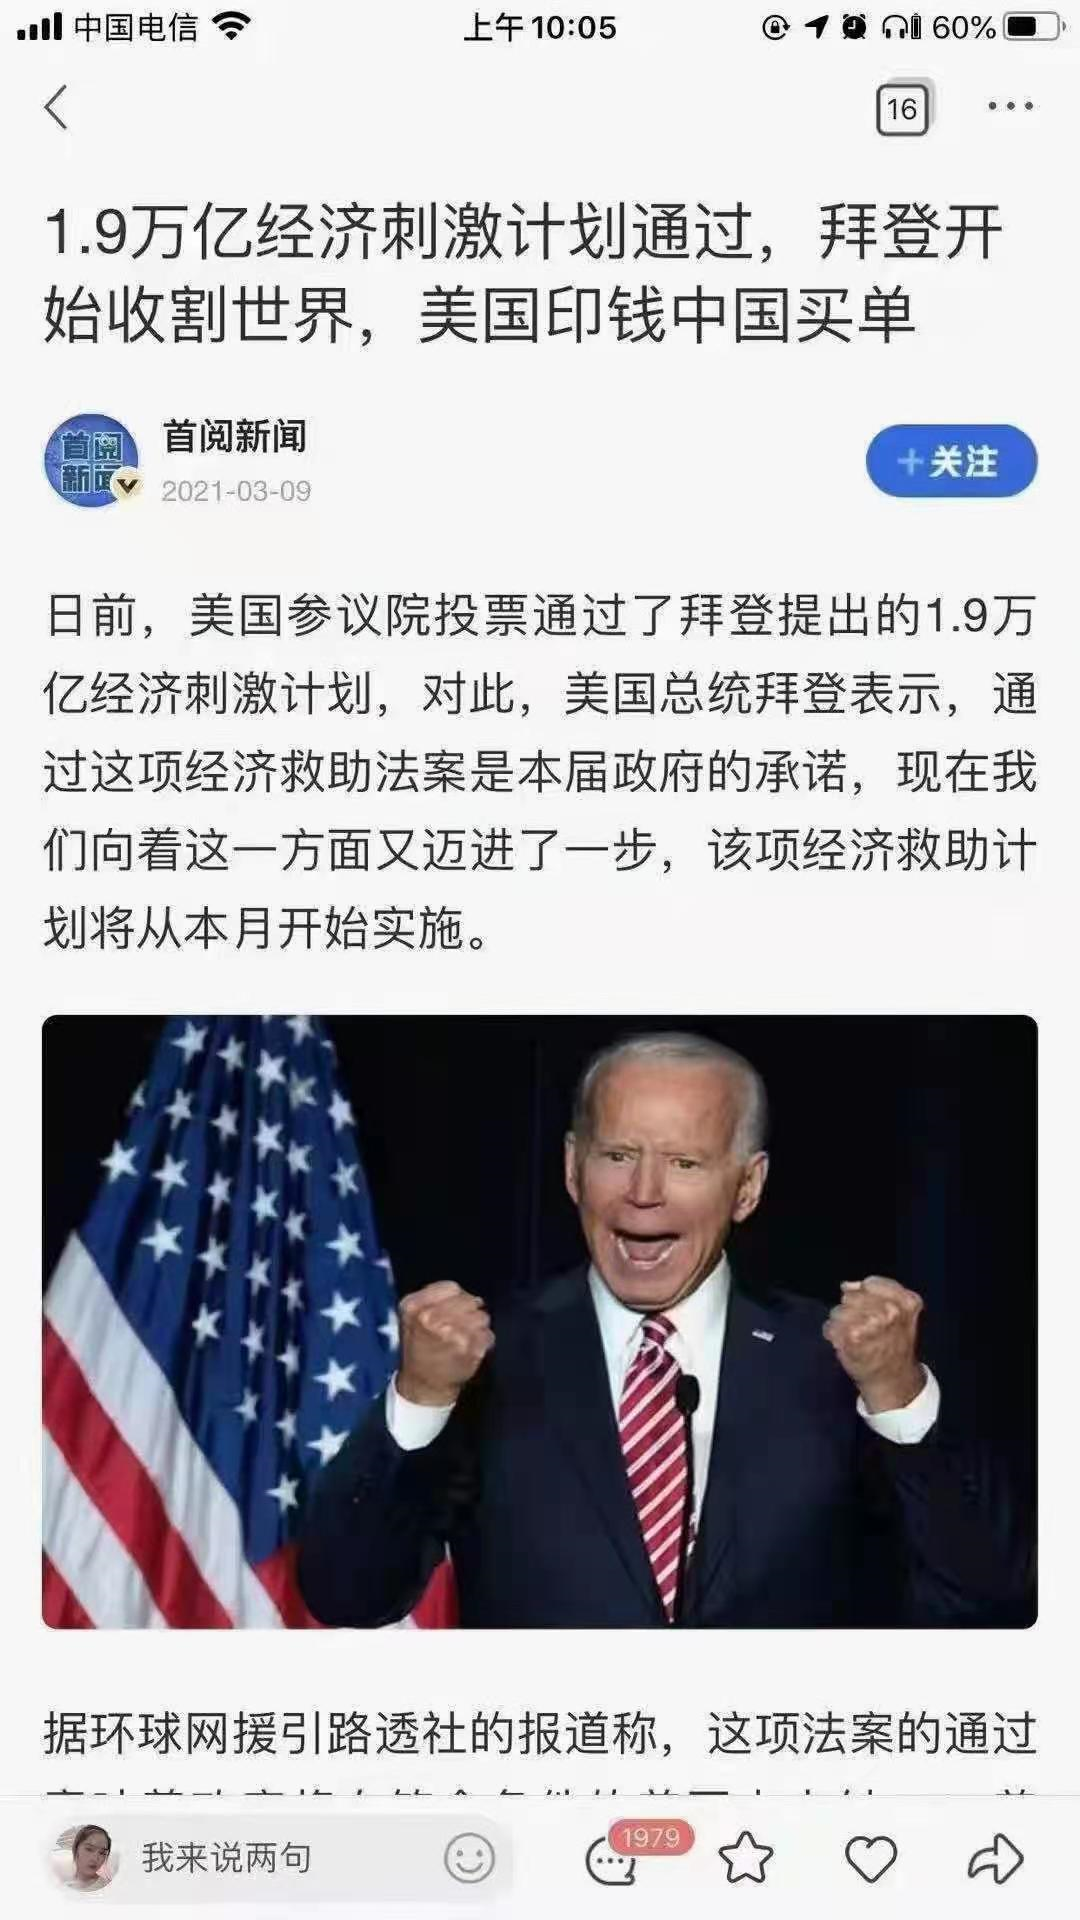 中国电信 上午10:05 60%
16
1.9万亿经济刺激计划通过，拜登开
始收割世界，美国印钱中国买单
首阅新闻
首阅新闻
2021-03-09
+关注
日前，美国参议院投票通过了拜登提出的1.9万
亿经济刺激计划，对此，美国总统拜登表示，通
过这项经济救助法案是本届政府的承诺，现在我
们向着这一方面又迈进了一步，该项经济救助计
划将从本月开始实施。
据环球网援引路透社的报道称，这项法案的通过
我来说两句
1979